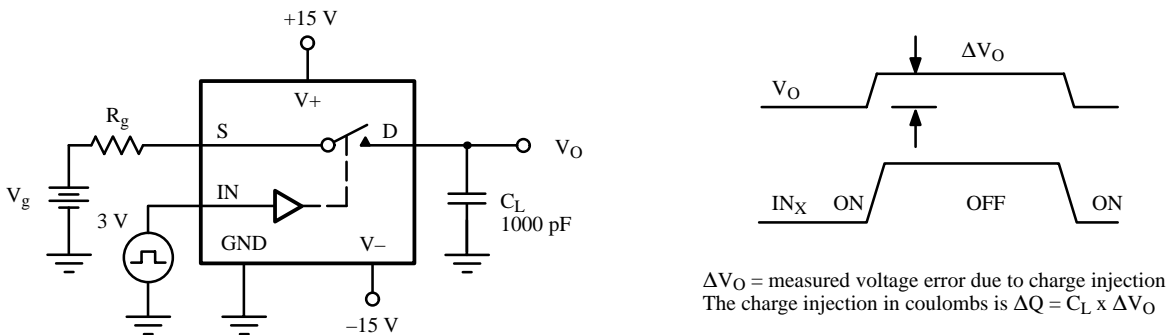 +15 V
V+
R_g
S
D
V_O
V_g
IN
3 V
C_L
1000 pF
GND
V–
–15 V
ΔV_O
V_O
IN_X
ON
OFF
ON
ΔV_O = measured voltage error due to charge injection
The charge injection in coulombs is ΔQ = C_L x ΔV_O